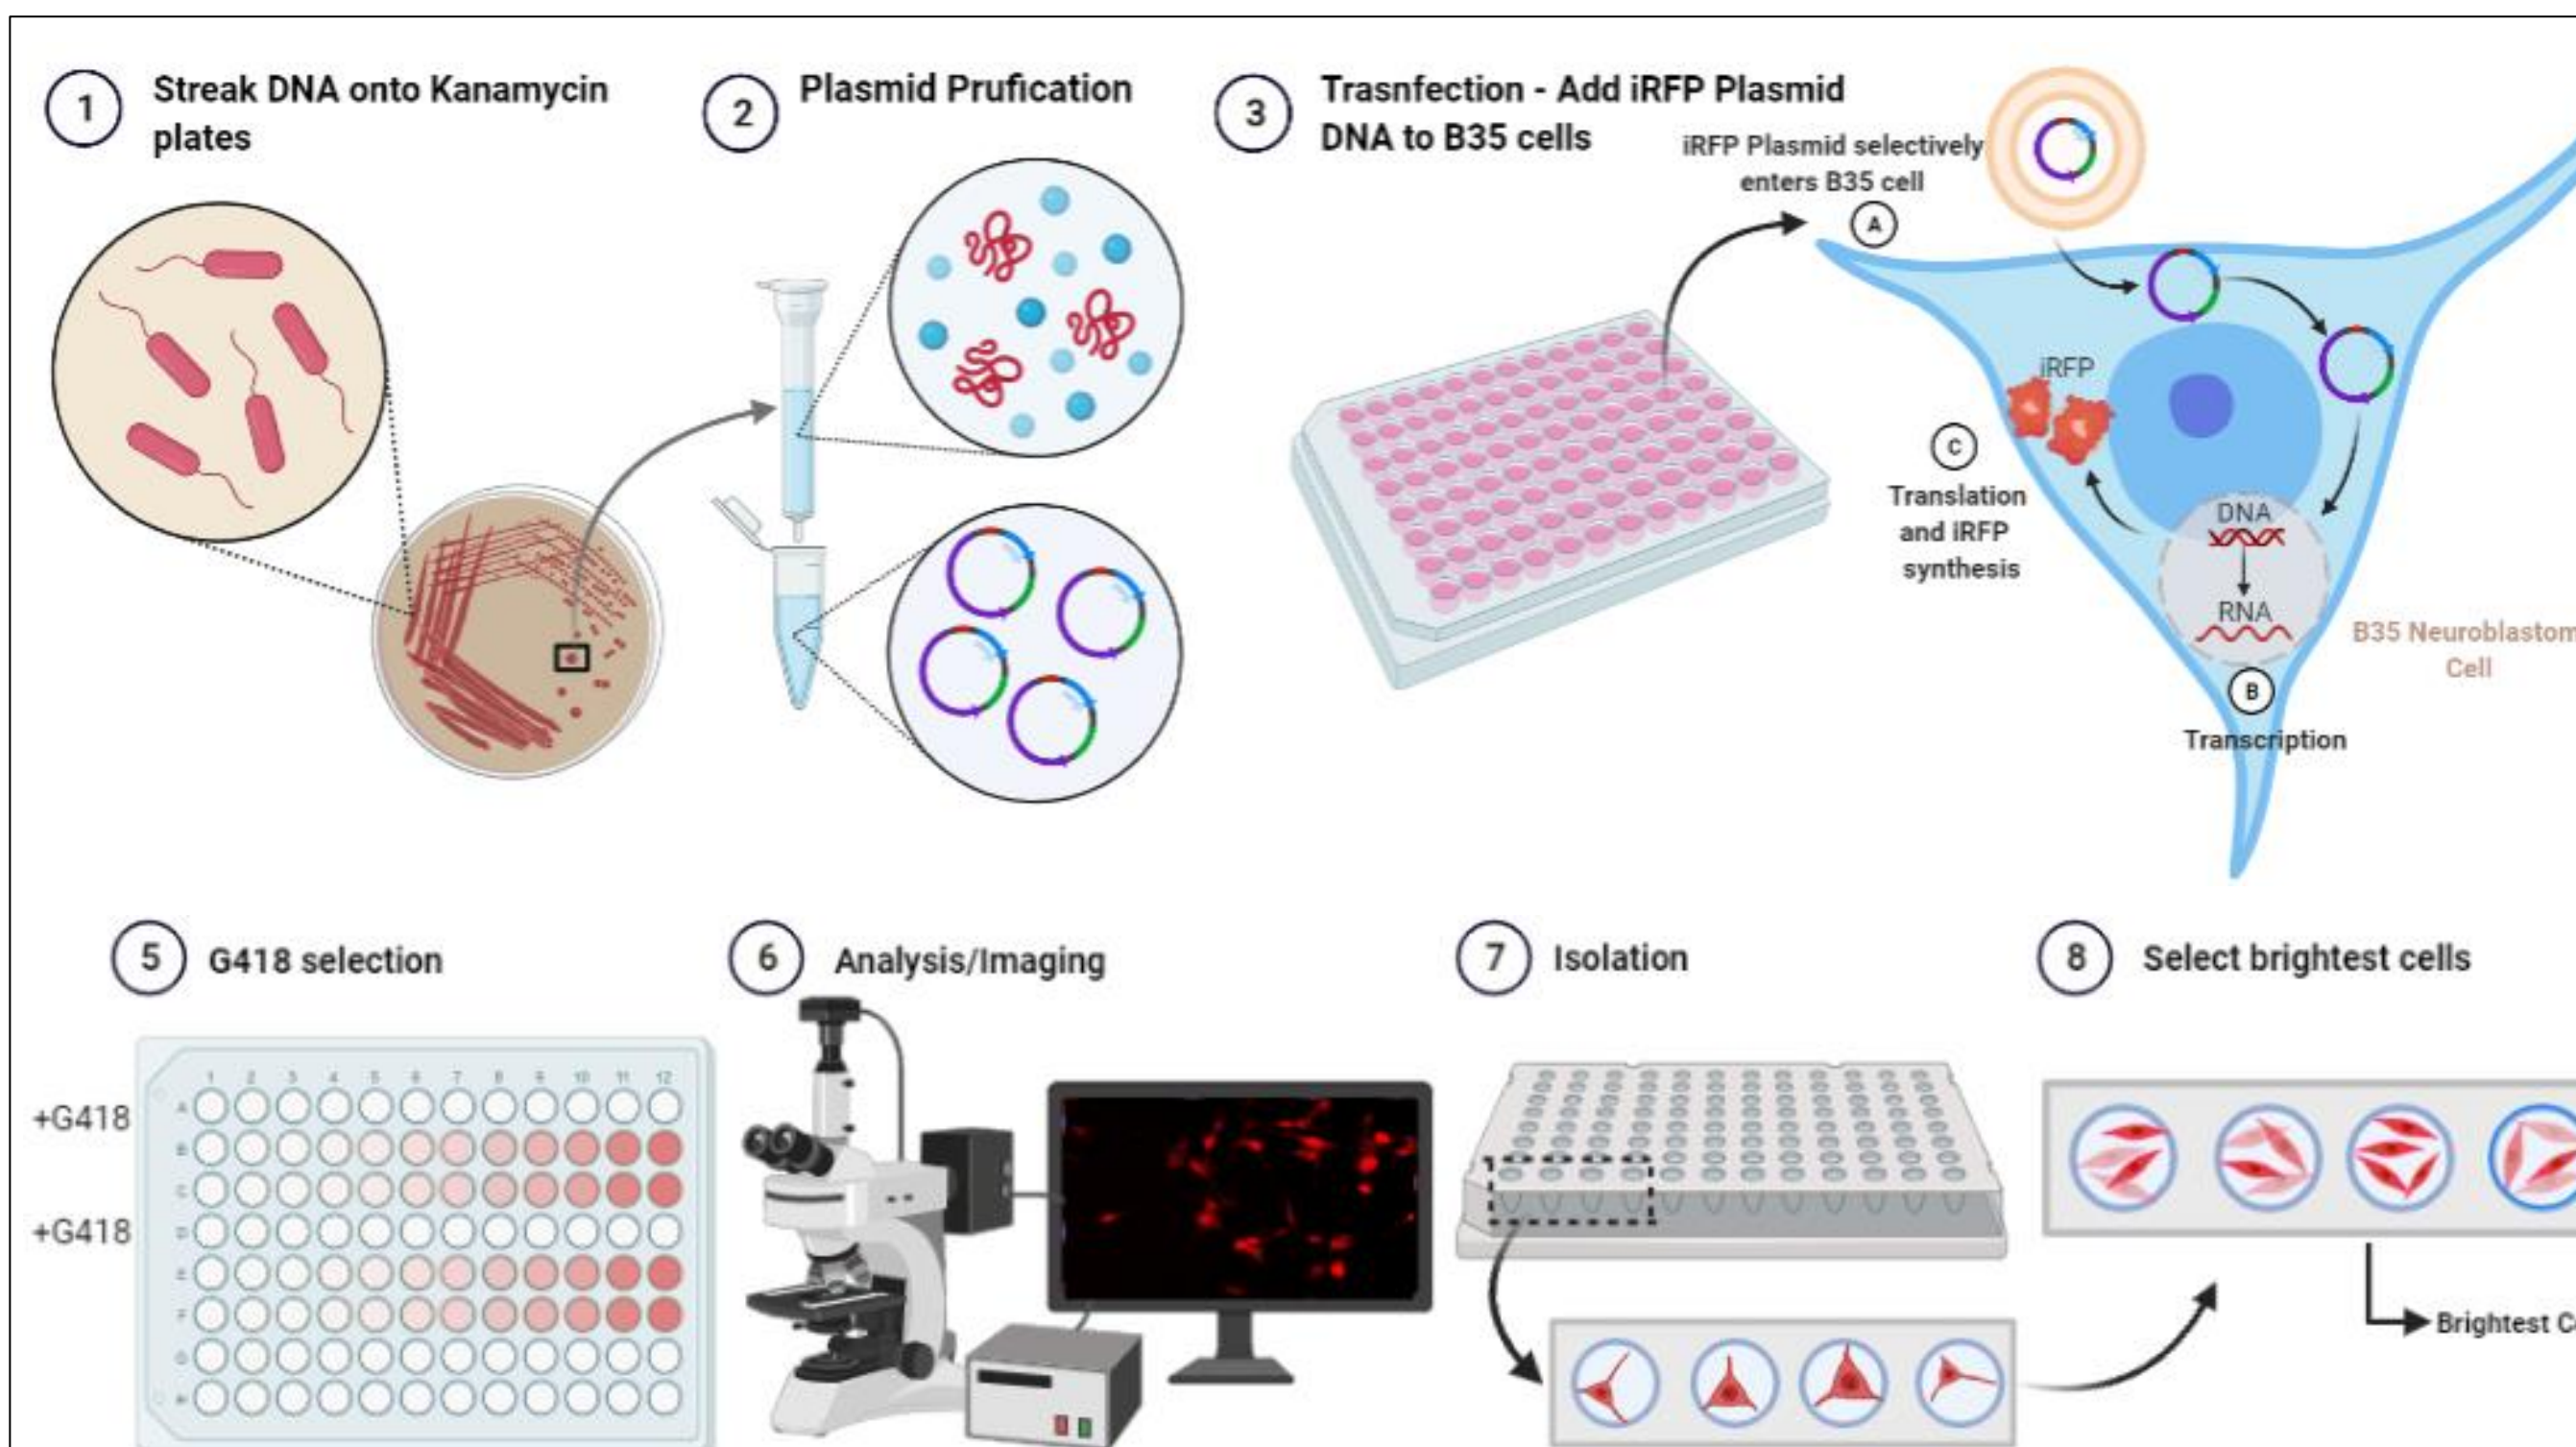 1
Streak DNA onto Kanamycin
plates
2
Plasmid Prufication
3
Trasnfection - Add iRFP Plasmid
DNA to B35 cells
iRFP Plasmid selectively
enters B35 cell
A
iRFP
C
Translation
and iRFP
synthesis
DNA
RNA
B35 Neuroblastom
Cell
B
Transcription
5
G418 selection
+G418
+G418
1 2 3 4 5 6 7 8 9 10 11 12
A
B
C
D
E
F
G
H
6
Analysis/Imaging
7
Isolation
8
Select brightest cells
Brightest C